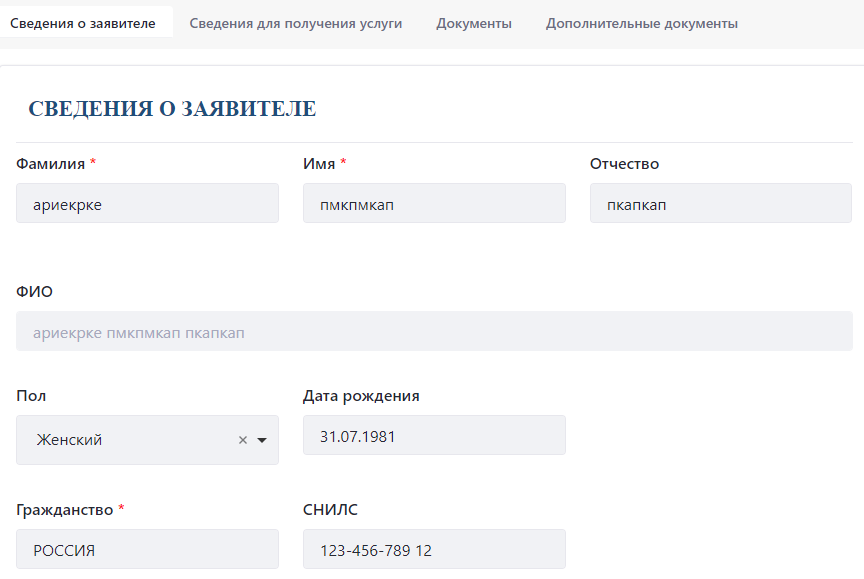 Сведения о заявителе Сведения для получения услуги Документы Дополнительные документы
СВЕДЕНИЯ О ЗАЯВИТЕЛЕ
Фамилия * Имя * Отчество
ариекрке пмкпмкап пкапкап
ФИО
ариекрке пмкпмкап пкапкап
Пол Дата рождения
Женский × 31.07.1981
Гражданство * СНИЛС
РОССИЯ 123-456-789 12